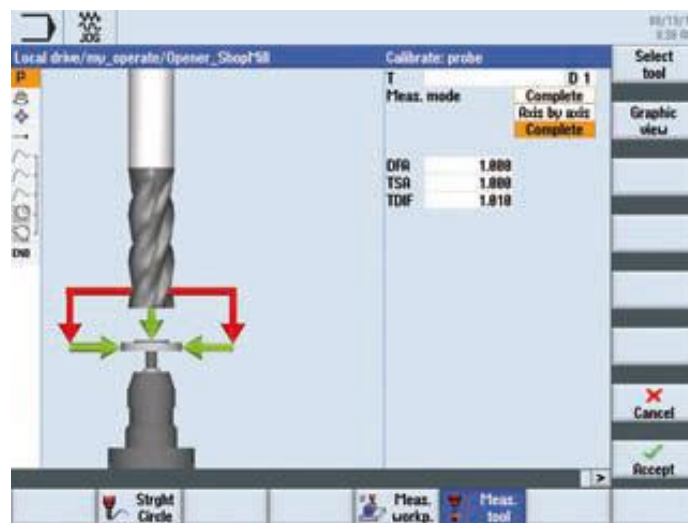 JOG
Local drive/my_operate/Opener_ShopMill
Calibrate: probe
Select
tool
P
T
D 1
Meas. mode
Complete
Axis by axis
Complete
Graphic
view
DFA
1.000
TSA
1.000
TDIF
1.010
END
Cancel
Accept
>
Strght
Circle
Meas.
workp.
Meas.
tool